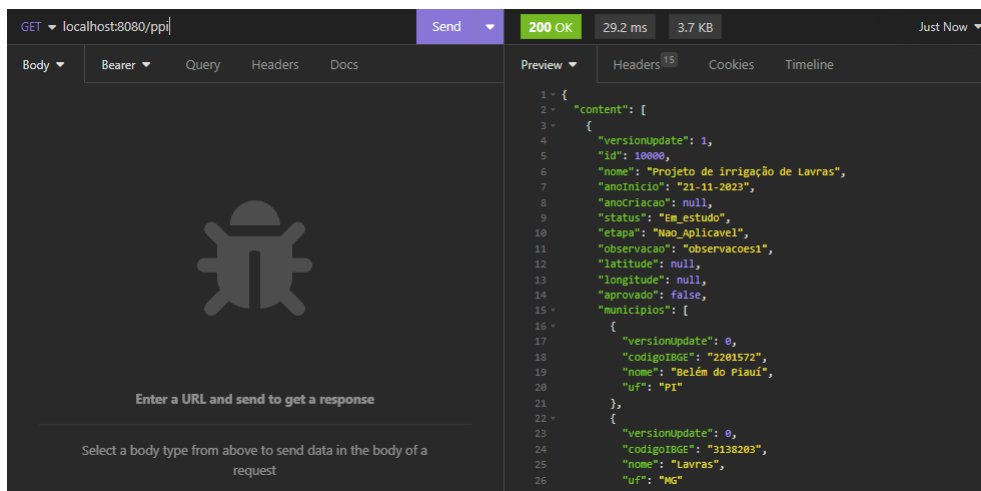 GET localhost:8080/ppi Send 200 OK 29.2 ms 3.7 KB Just Now
Body Bearer Query Headers Docs Preview Headers 15 Cookies Timeline
Enter a URL and send to get a response
Select a body type from above to send data in the body of a
request
1 {
2 "content": [
3 {
4 "versionUpdate": 1,
5 "id": 10000,
6 "nome": "Projeto de irrigação de Lavras",
7 "anoInicio": "21-11-2023",
8 "anoCriacao": null,
9 "status": "Em_estudo",
10 "etapa": "Nao_Aplicavel",
11 "observacao": "observacoes1",
12 "latitude": null,
13 "longitude": null,
14 "aprovado": false,
15 "municipios": [
16 {
17 "versionUpdate": 0,
18 "codigoIBGE": "2201572",
19 "nome": "Belém do Piauí",
20 "uf": "PI"
21 },
22 {
23 "versionUpdate": 0,
24 "codigoIBGE": "3138203",
25 "nome": "Lavras",
26 "uf": "MG"